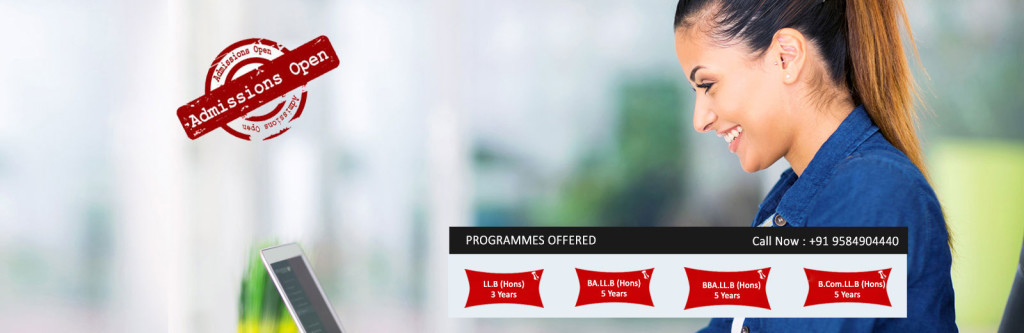 Admissions Open
Admissions Open
Admissions Open
PROGRAMMES OFFERED
Call Now : +91 9584904440
LL.B (Hons)
3 Years
BA.LL.B (Hons)
5 Years
BBA.LL.B (Hons)
5 Years
B.Com.LL.B (Hons)
5 Years